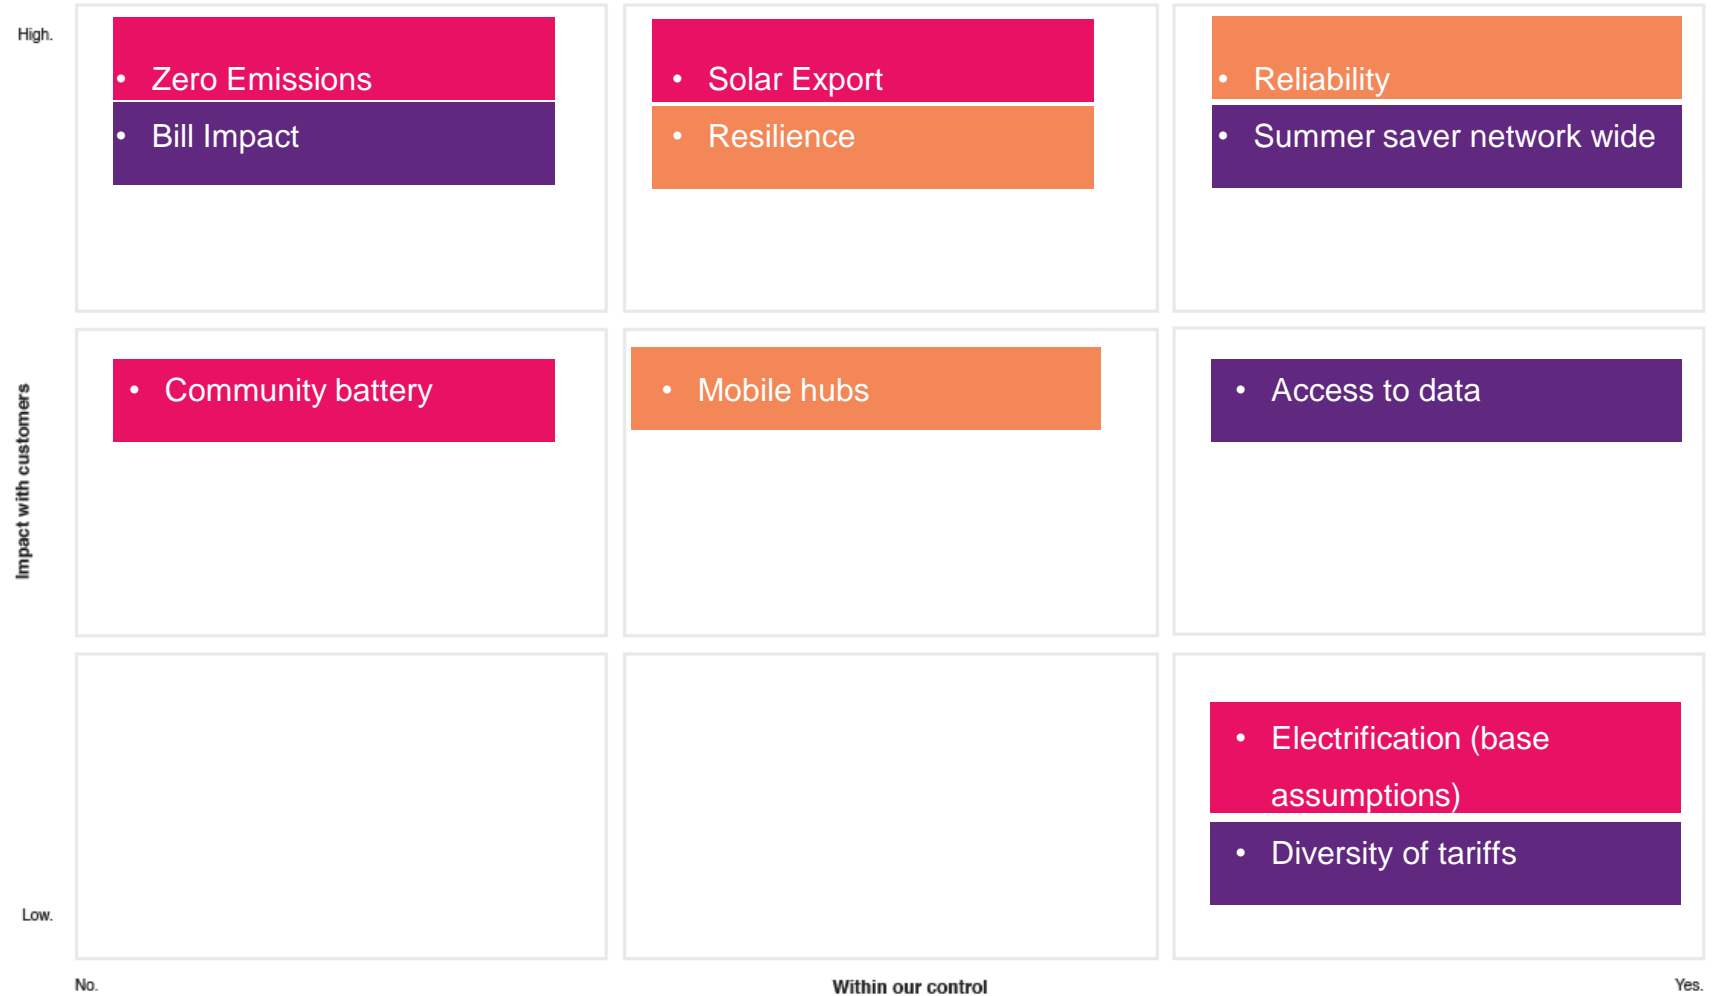 High.
• Zero Emissions
• Bill Impact
• Solar Export
• Resilience
• Reliability
• Summer saver network wide
Impact with customers
• Community battery
• Mobile hubs
• Access to data
• Electrification (base
assumptions)
• Diversity of tariffs
Low.
No.
Within our control
Yes.